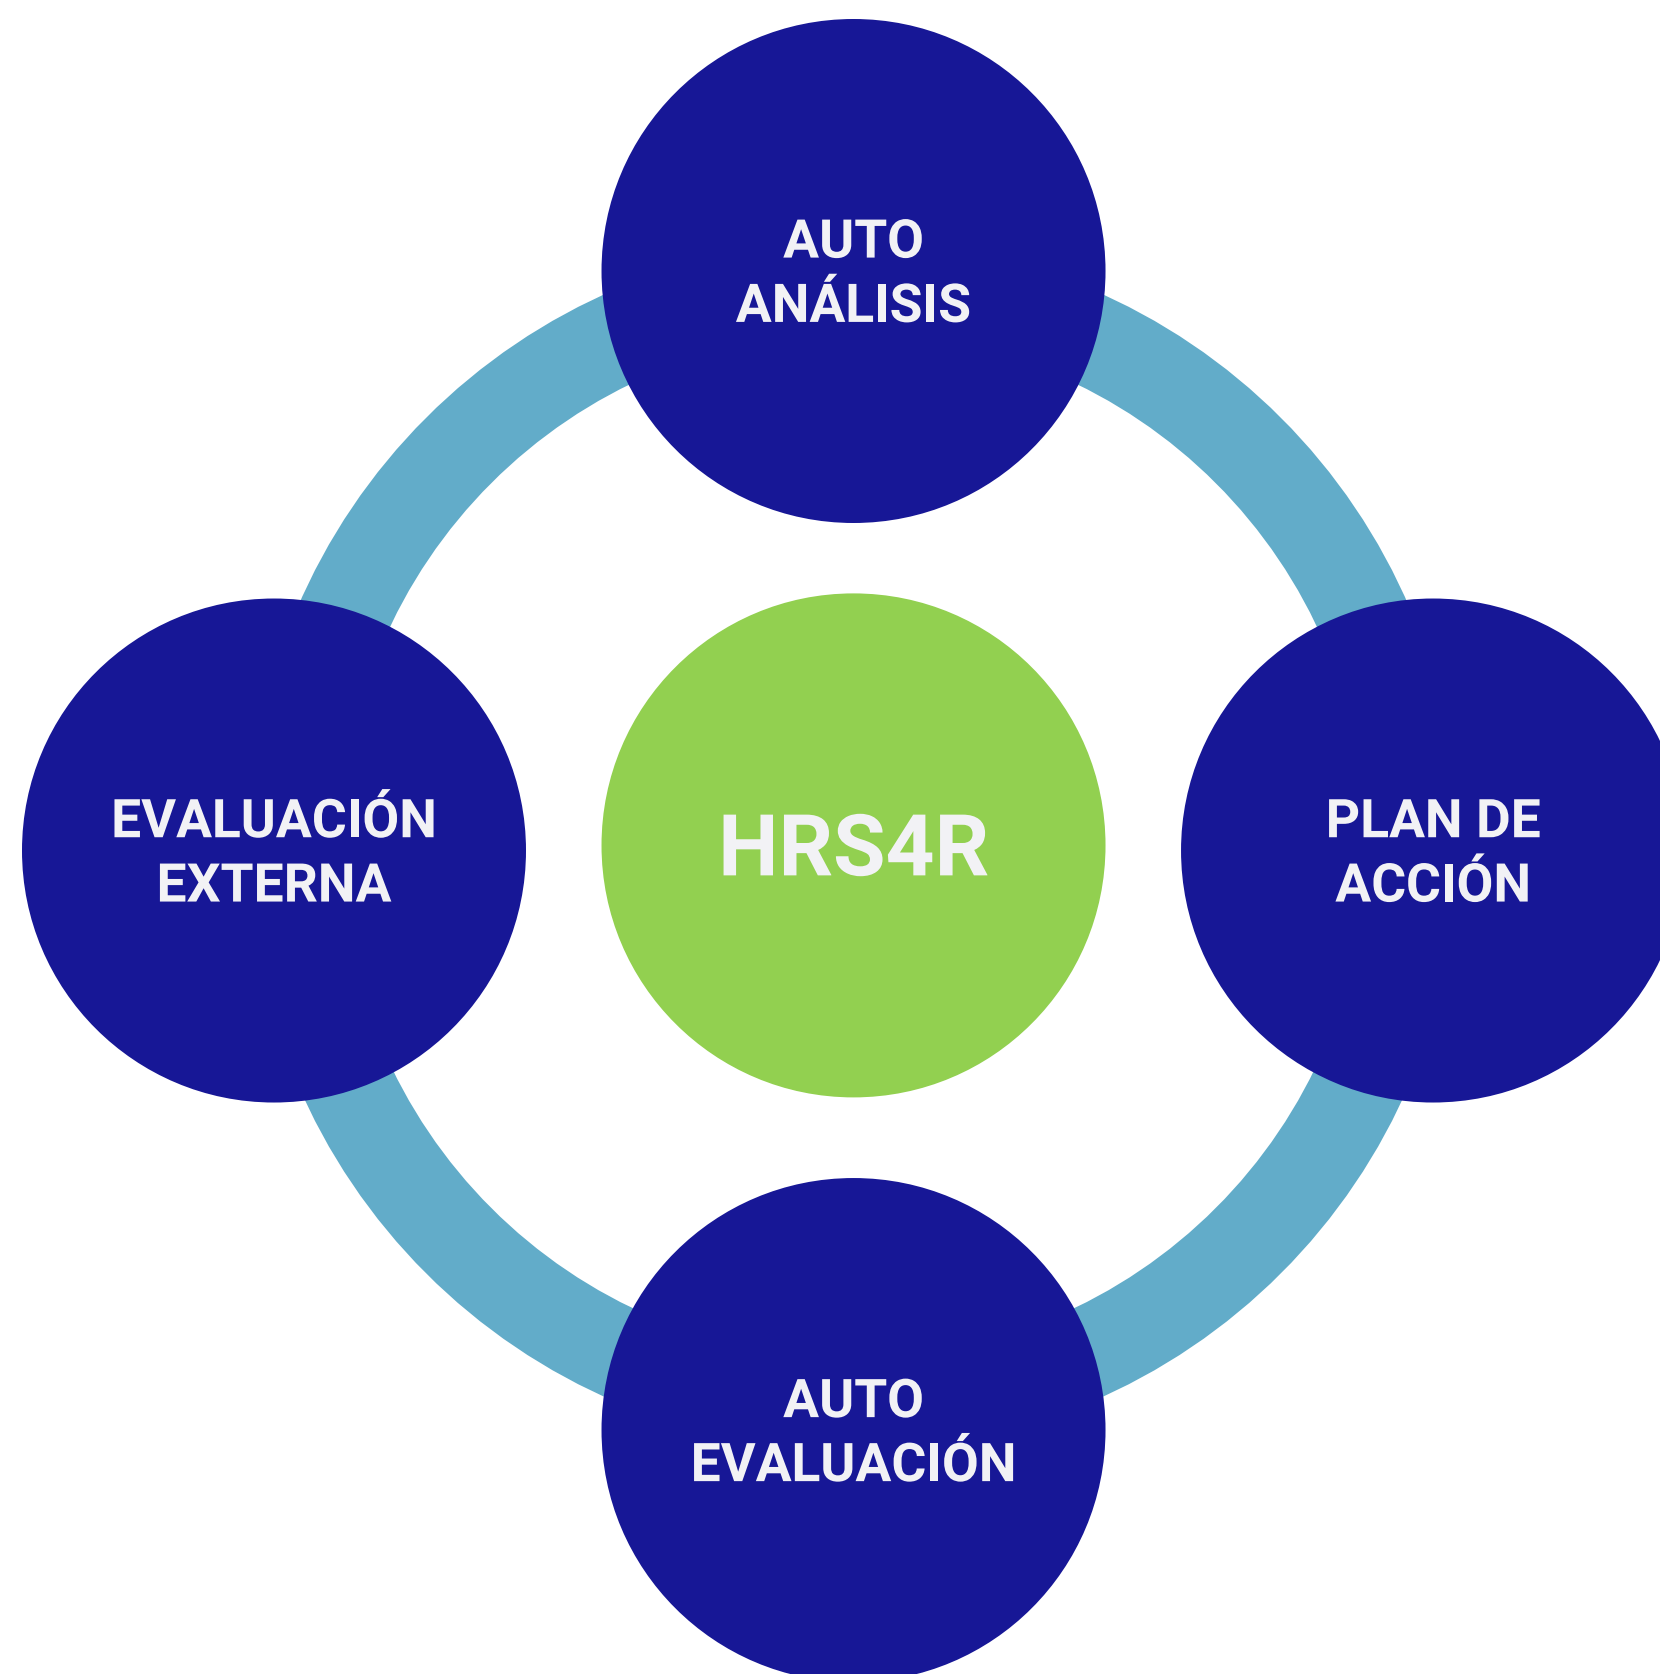 AUTO
ANÁLISIS
EVALUACIÓN
EXTERNA
HRS4R
PLAN DE
ACCIÓN
AUTO
EVALUACIÓN